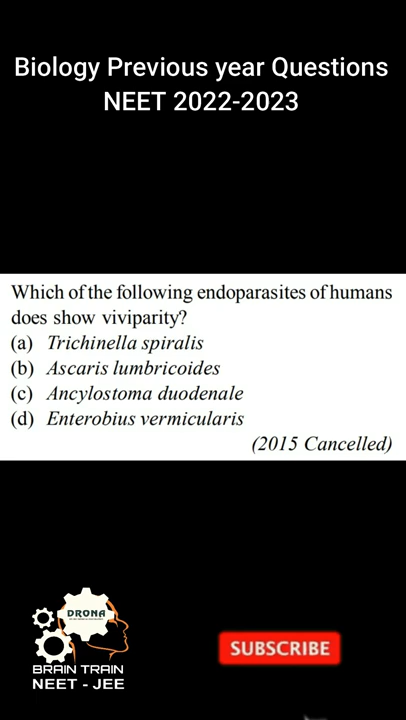 Biology Previous year Questions
NEET 2022-2023
Which of the following endoparasites of humans
does show viviparity?
(a) Trichinella spiralis
(b) Ascaris lumbricoides
(c) Ancylostoma duodenale
(d) Enterobius vermicularis
(2015 Cancelled)
DRONA
BRAIN TRAIN
NEET - JEE
SUBSCRIBE